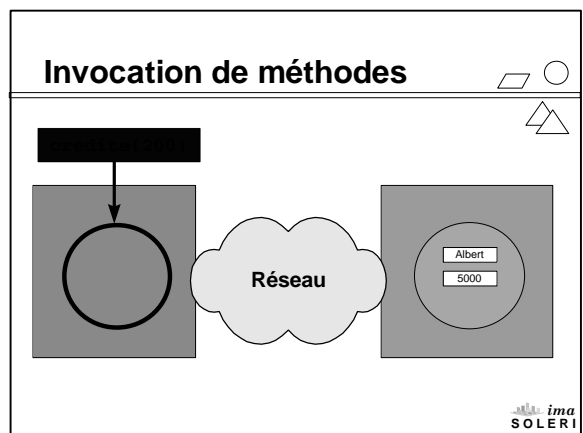 Invocation de méthodes
Réseau
Albert
5000
ima
SOLERI